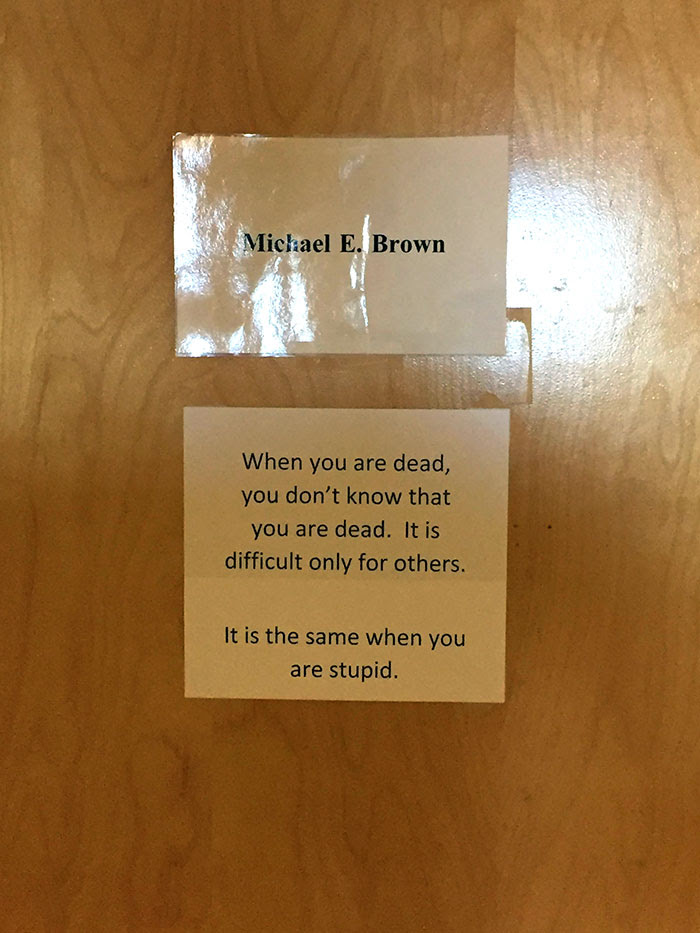 Michael E. Brown
When you are dead,
you don’t know that
you are dead.  It is
difficult only for others.
It is the same when you
are stupid.